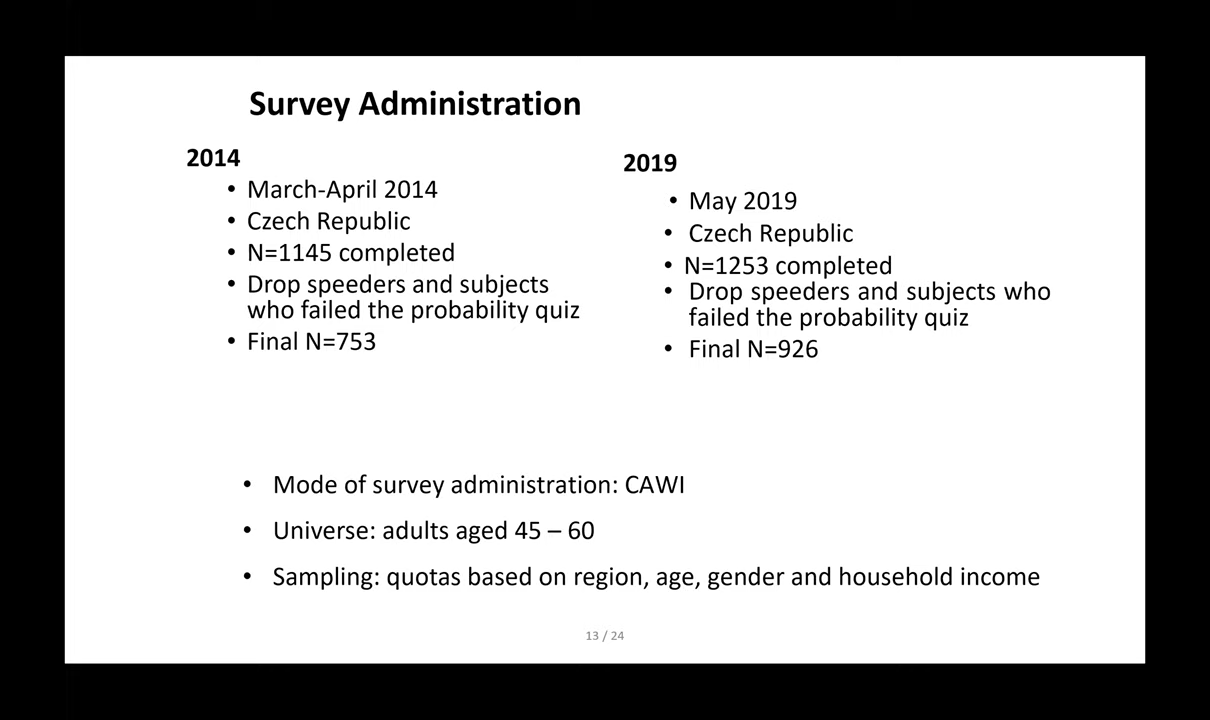 Survey Administration
2014
• March-April 2014
• Czech Republic
• N=1145 completed
• Drop speeders and subjects
who failed the probability quiz
• Final N=753
2019
• May 2019
• Czech Republic
• N=1253 completed
• Drop speeders and subjects who
failed the probability quiz
• Final N=926
• Mode of survey administration: CAWI
• Universe: adults aged 45 – 60
• Sampling: quotas based on region, age, gender and household income
13 / 24